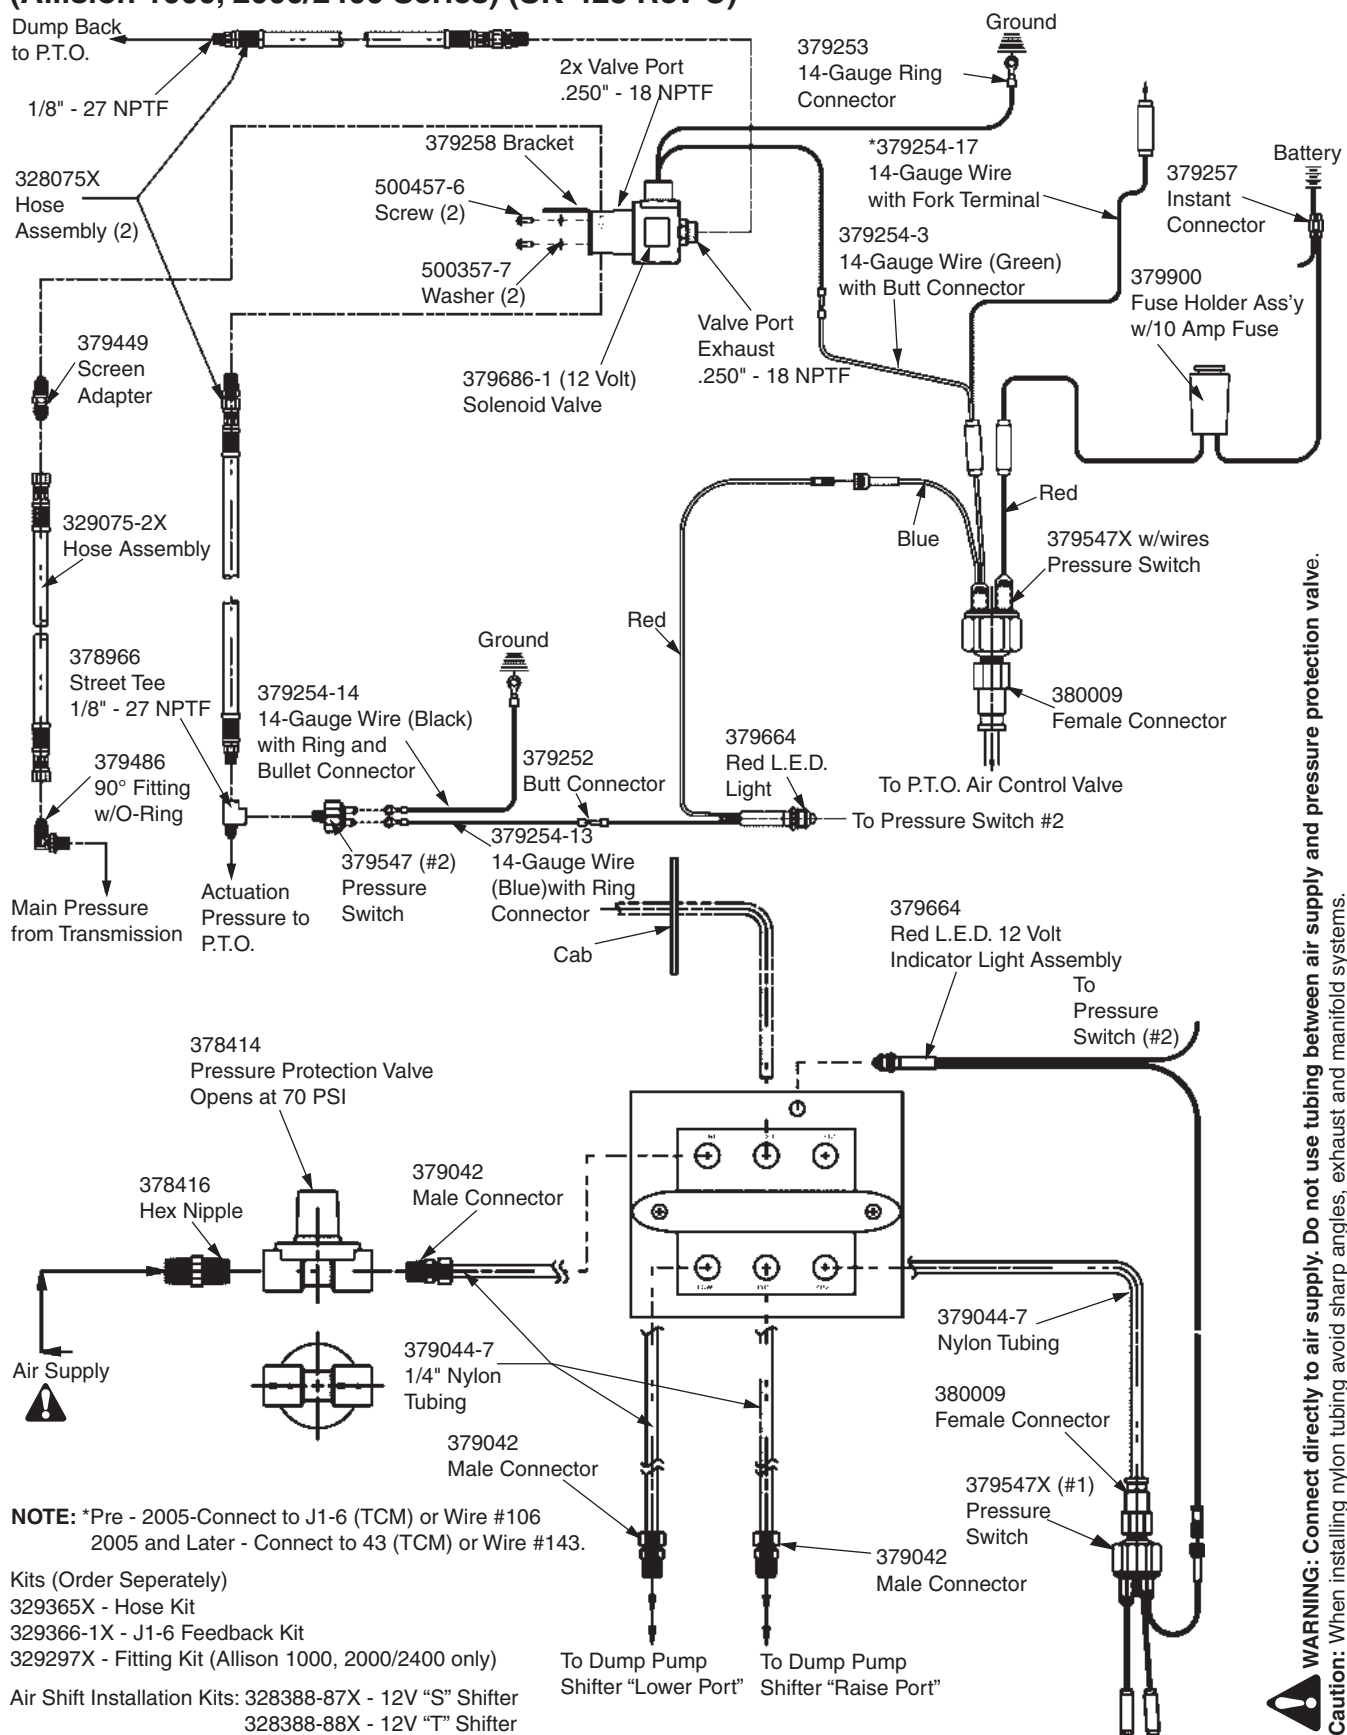 (Allision 1000, 2000/2400 Series) (SK-428 Rev C)
Dump Back
to P.T.O.
1/8" - 27 NPTF
2x Valve Port
.250" - 18 NPTF
379253
14-Gauge Ring
Connector
Ground
379258 Bracket
*379254-17
14-Gauge Wire
with Fork Terminal
379257
Instant
Connector
Battery
328075X
Hose
Assembly (2)
500457-6
Screw (2)
500357-7
Washer (2)
379254-3
14-Gauge Wire (Green)
with Butt Connector
379900
Fuse Holder Ass'y
w/10 Amp Fuse
Valve Port
Exhaust
.250" - 18 NPTF
379449
Screen
Adapter
379686-1 (12 Volt)
Solenoid Valve
329075-2X
Hose Assembly
Blue
Red
379547X w/wires
Pressure Switch
Red
378966
Street Tee
1/8" - 27 NPTF
Ground
379254-14
14-Gauge Wire (Black)
with Ring and
Bullet Connector
380009
Female Connector
379486
90° Fitting
w/O-Ring
379252
Butt Connector
379664
Red L.E.D.
Light
To P.T.O. Air Control Valve
To Pressure Switch #2
379254-13
14-Gauge Wire
(Blue)with Ring
Connector
379547 (#2)
Pressure
Switch
Main Pressure
from Transmission
Actuation
Pressure to
P.T.O.
Cab
379664
Red L.E.D. 12 Volt
Indicator Light Assembly
To
Pressure
Switch (#2)
378414
Pressure Protection Valve
Opens at 70 PSI
378416
Hex Nipple
379042
Male Connector
Air Supply
379044-7
1/4" Nylon
Tubing
379044-7
Nylon Tubing
380009
Female Connector
379042
Male Connector
379547X (#1)
Pressure
Switch
379042
Male Connector
NOTE: *Pre - 2005-Connect to J1-6 (TCM) or Wire #106
2005 and Later - Connect to 43 (TCM) or Wire #143.
Kits (Order Seperately)
329365X - Hose Kit
329366-1X - J1-6 Feedback Kit
329297X - Fitting Kit (Allison 1000, 2000/2400 only)
Air Shift Installation Kits: 328388-87X - 12V “S” Shifter
328388-88X - 12V “T” Shifter
To Dump Pump
Shifter “Lower Port”
To Dump Pump
Shifter “Raise Port”
WARNING: Connect directly to air supply. Do not use tubing between air supply and pressure protection valve.
Caution: When installing nylon tubing avoid sharp angles, exhaust and manifold systems.